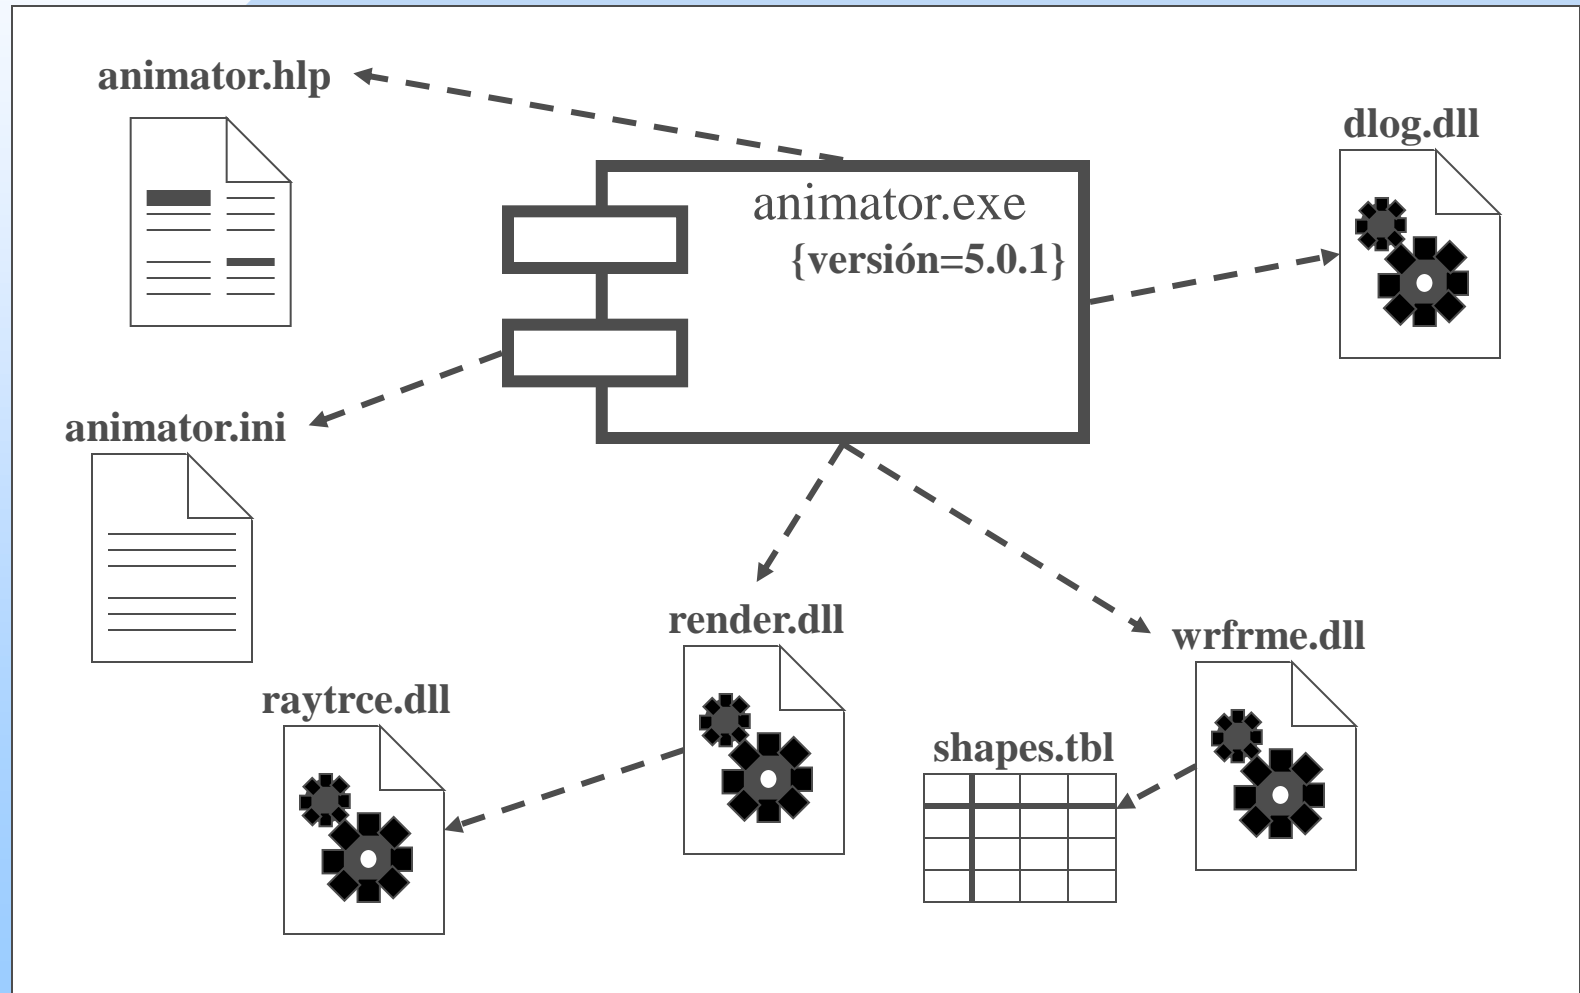 animator.hlp
dlog.dll
animator.exe
{versión=5.0.1}
animator.ini
render.dll
wrfrme.dll
raytrce.dll
shapes.tbl